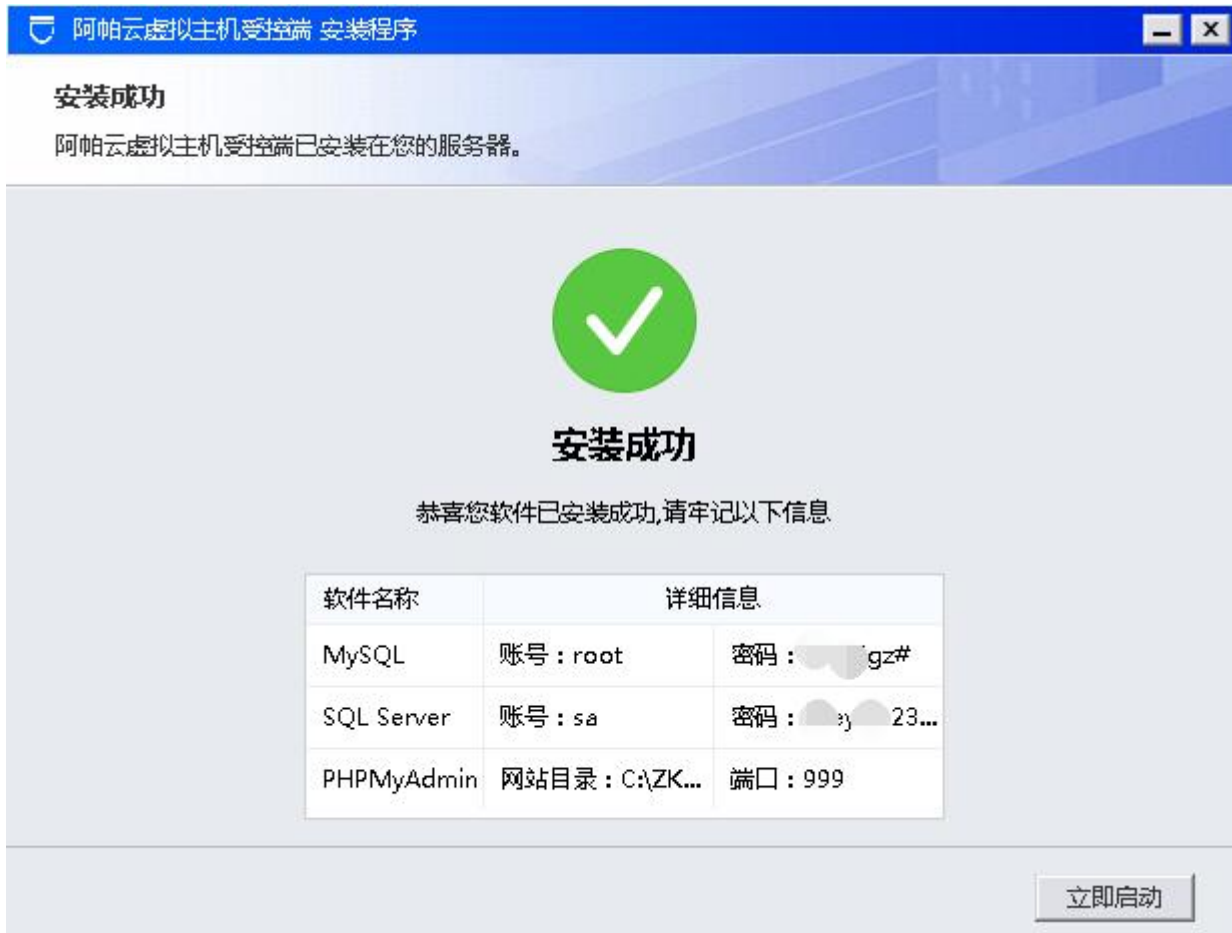 阿帕云虚拟主机受控端 安装程序
安装成功
阿帕云虚拟主机受控端已安装在您的服务器。
安装成功
恭喜您软件已安装成功,请牢记以下信息
软件名称 详细信息
MySQL 账号：root 密码： gz#
SQL Server 账号：sa 密码： 23...
PHPMyAdmin 网站目录：C:\ZK... 端口：999
立即启动